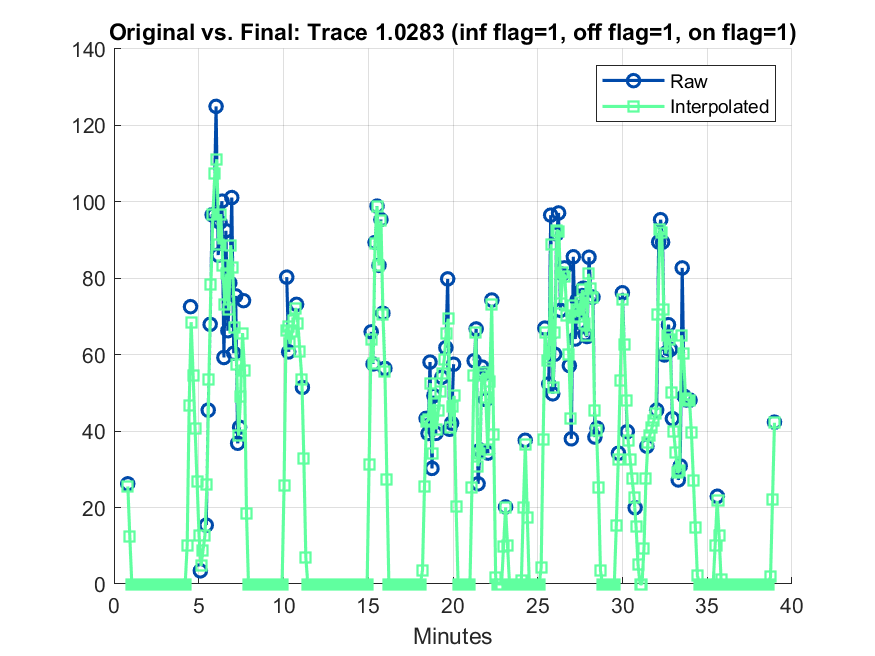 Original vs. Final: Trace 1.0283 (inf flag=1, off flag=1, on flag=1)
140
120
100
80
60
40
20
0
Raw
Interpolated
0 5 10 15 20 25 30 35 40
Minutes